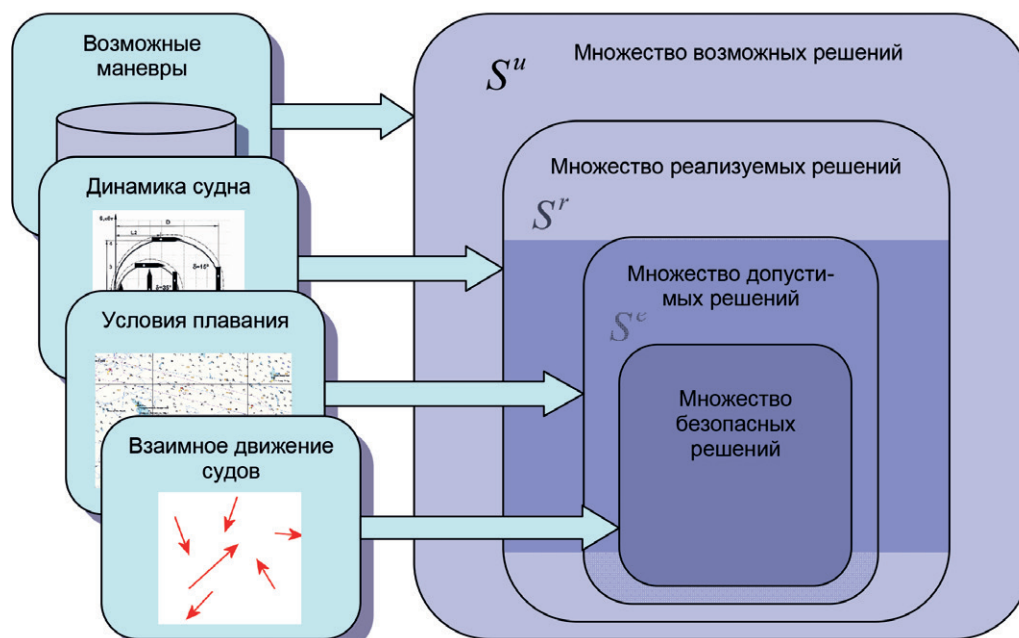 Возможные
маневры
Множество возможных решений
S^u
Динамика судна
Множество реализуемых решений
S^r
Условия плавания
Множество допусти-
мых решений
S^e
Взаимное движение
судов
Множество
безопасных
решений